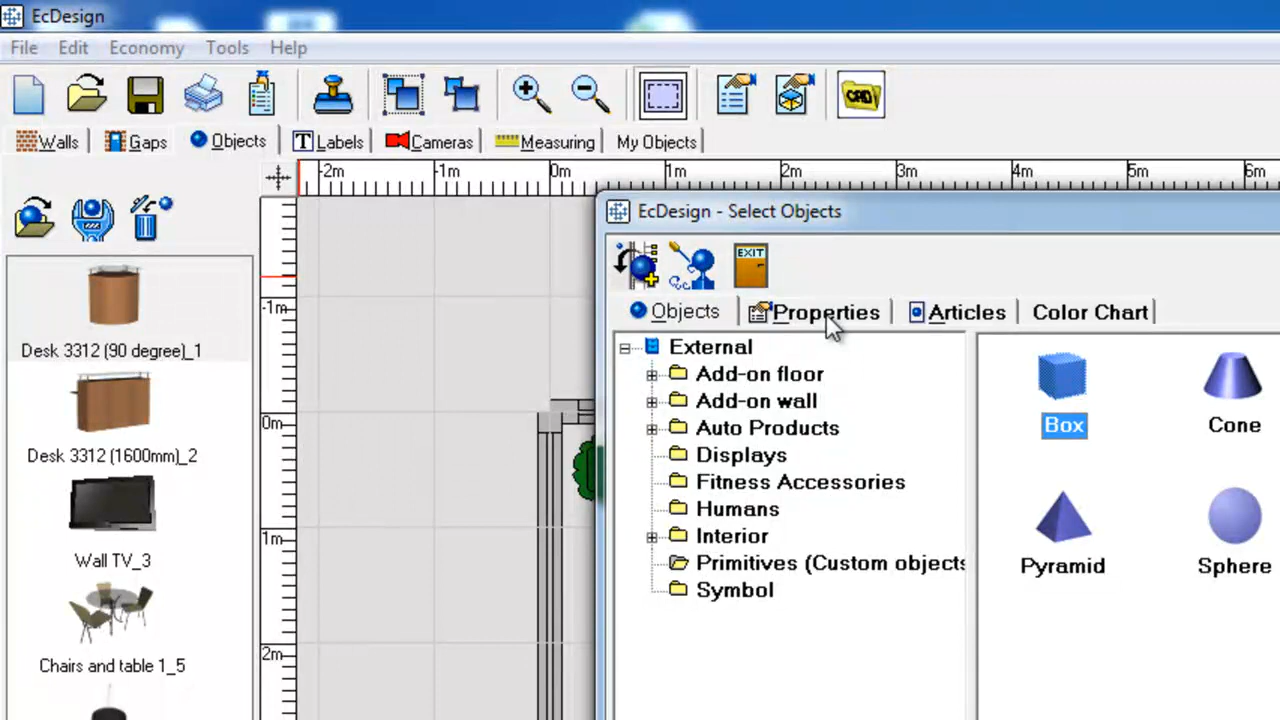 EcDesign
File Edit Economy Tools Help
CAD
Walls Gaps Objects T Labels Cameras Measuring My Objects
-2m -1m 0m 1m 2m 3m 4m 5m 6m
EcDesign - Select Objects
EXIT
Objects Properties Articles Color Chart
External
Add-on floor
Add-on wall
Auto Products
Displays
Fitness Accessories
Humans
Interior
Primitives (Custom objects
Symbol
Box Cone
Pyramid Sphere
Desk 3312 (90 degree)_1
Desk 3312 (1600mm)_2
Wall TV_3
Chairs and table 1_5
-1m
0m
1m
2m